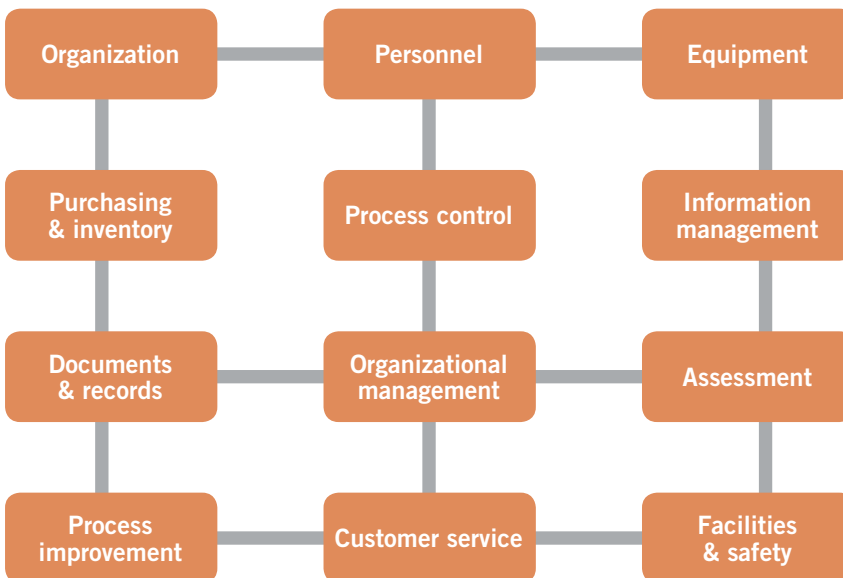 Organization
Personnel
Equipment
Purchasing
& inventory
Process control
Information
management
Documents
& records
Organizational
management
Assessment
Process
improvement
Customer service
Facilities
& safety